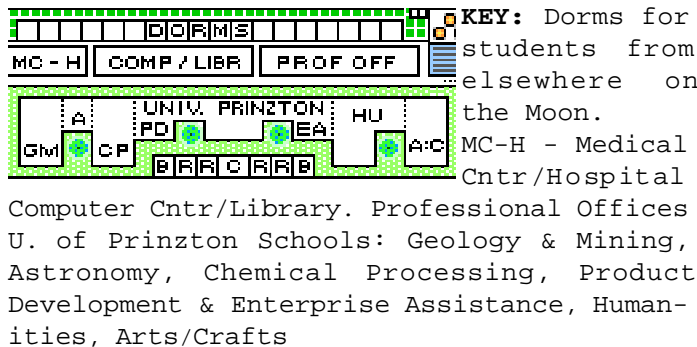 DORMS
MC - H COMP / LIBR PROF OFF
A UNIV. PRINZTON HU
PD EA
GM CP A:C
B R R C R R B
KEY: Dorms for
students from
elsewhere on
the Moon.
MC-H - Medical
Cntr/Hospital
Computer Cntr/Library. Professional Offices
U. of Prinzton Schools: Geology & Mining,
Astronomy, Chemical Processing, Product
Development & Enterprise Assistance, Human-
ities, Arts/Crafts